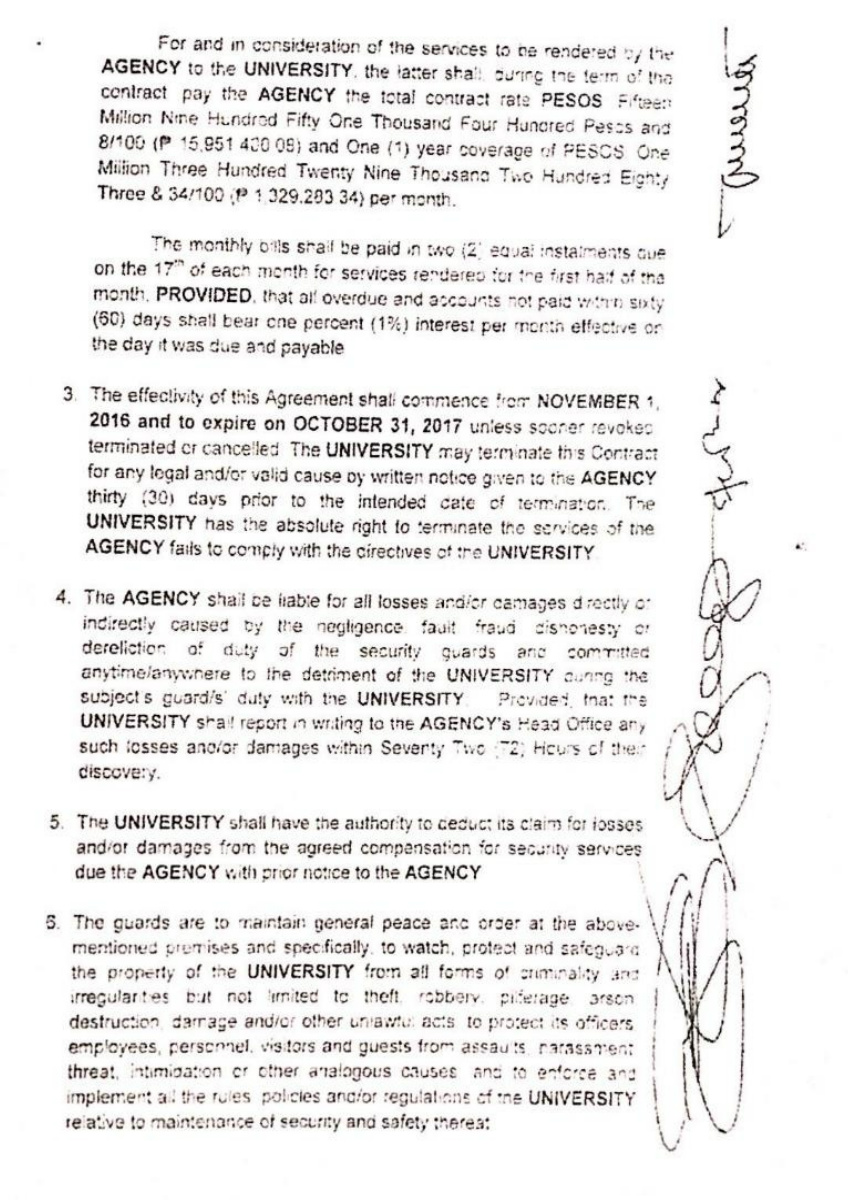 For and in consideration of the services to be rendered by the
AGENCY to the UNIVERSITY, the latter shall, during the term of the
contract pay the AGENCY the total contract rate PESOS Fifteen
Million Nine Hundred Fifty One Thousand Four Hundred Pesos and
8/100 (₱ 15,951,400.08) and One (1) year coverage of PESOS One
Million Three Hundred Twenty Nine Thousand Two Hundred Eighty
Three & 34/100 (₱ 1,329,283.34) per month.
The monthly bills shall be paid in two (2) equal instalments due
on the 17th of each month for services rendered for the first half of the
month, PROVIDED, that all overdue and accounts not paid within sixty
(60) days shall bear one percent (1%) interest per month effective on
the day it was due and payable
3. The effectivity of this Agreement shall commence from NOVEMBER 1,
2016 and to expire on OCTOBER 31, 2017 unless sooner revoked
terminated or cancelled The UNIVERSITY may terminate this Contract
for any legal and/or valid cause by written notice given to the AGENCY
thirty (30) days prior to the intended date of termination. The
UNIVERSITY has the absolute right to terminate the services of the
AGENCY fails to comply with the directives of the UNIVERSITY
4. The AGENCY shall be liable for all losses and/or damages directly or
indirectly caused by the negligence, fault fraud dishonesty or
dereliction of duty of the security guards and committed
anytime/anywhere to the detriment of the UNIVERSITY during the
subject's guard/s' duty with the UNIVERSITY. Provided, that the
UNIVERSITY shall report in writing to the AGENCY's Head Office any
such losses and/or damages within Seventy Two (72) Hours of their
discovery.
5. The UNIVERSITY shall have the authority to deduct its claim for losses
and/or damages from the agreed compensation for security services
due the AGENCY with prior notice to the AGENCY
6. The guards are to maintain general peace and order at the above-
mentioned premises and specifically, to watch, protect and safeguard
the property of the UNIVERSITY from all forms of criminality and
irregularities but not limited to theft, robbery, pilferage arson
destruction, damage and/or other unlawful acts, to protect its officers
employees, personnel, visitors and guests from assaults, harassment
threat, intimidation or other analogous causes and to enforce and
implement all the rules policies and/or regulations of the UNIVERSITY
relative to maintenance of security and safety thereat